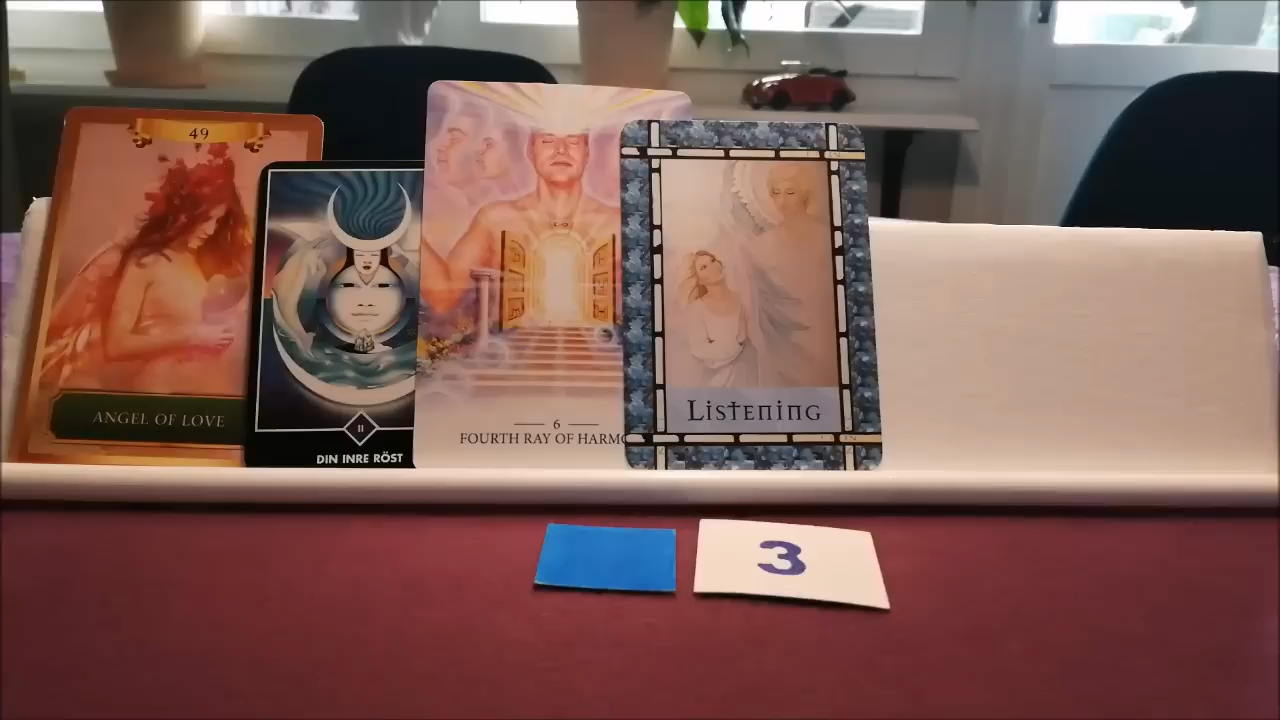 49
ANGEL OF LOVE
II
DIN INRE RÖST
6
FOURTH RAY OF HARMO
LISTENING
3